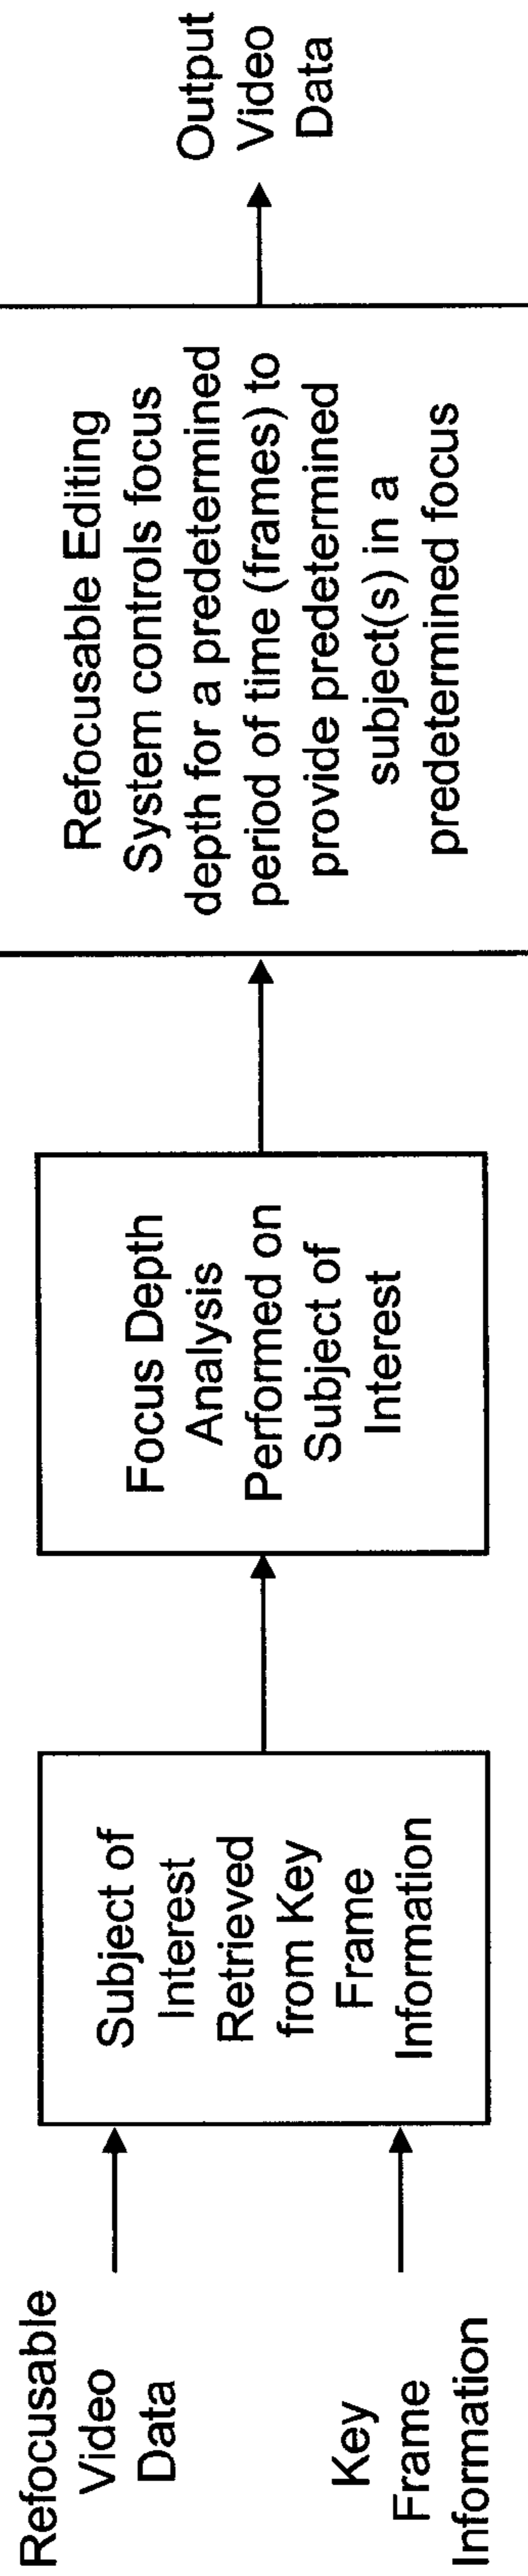 Refocusable
Video
Data
Key
Frame
Information
Subject of
Interest
Retrieved
from Key
Frame
Information
Focus Depth
Analysis
Performed on
Subject of
Interest
Refocusable Editing
System controls focus
depth for a predetermined
period of time (frames) to
provide predetermined
subject(s) in a
predetermined focus
Output
Video
Data